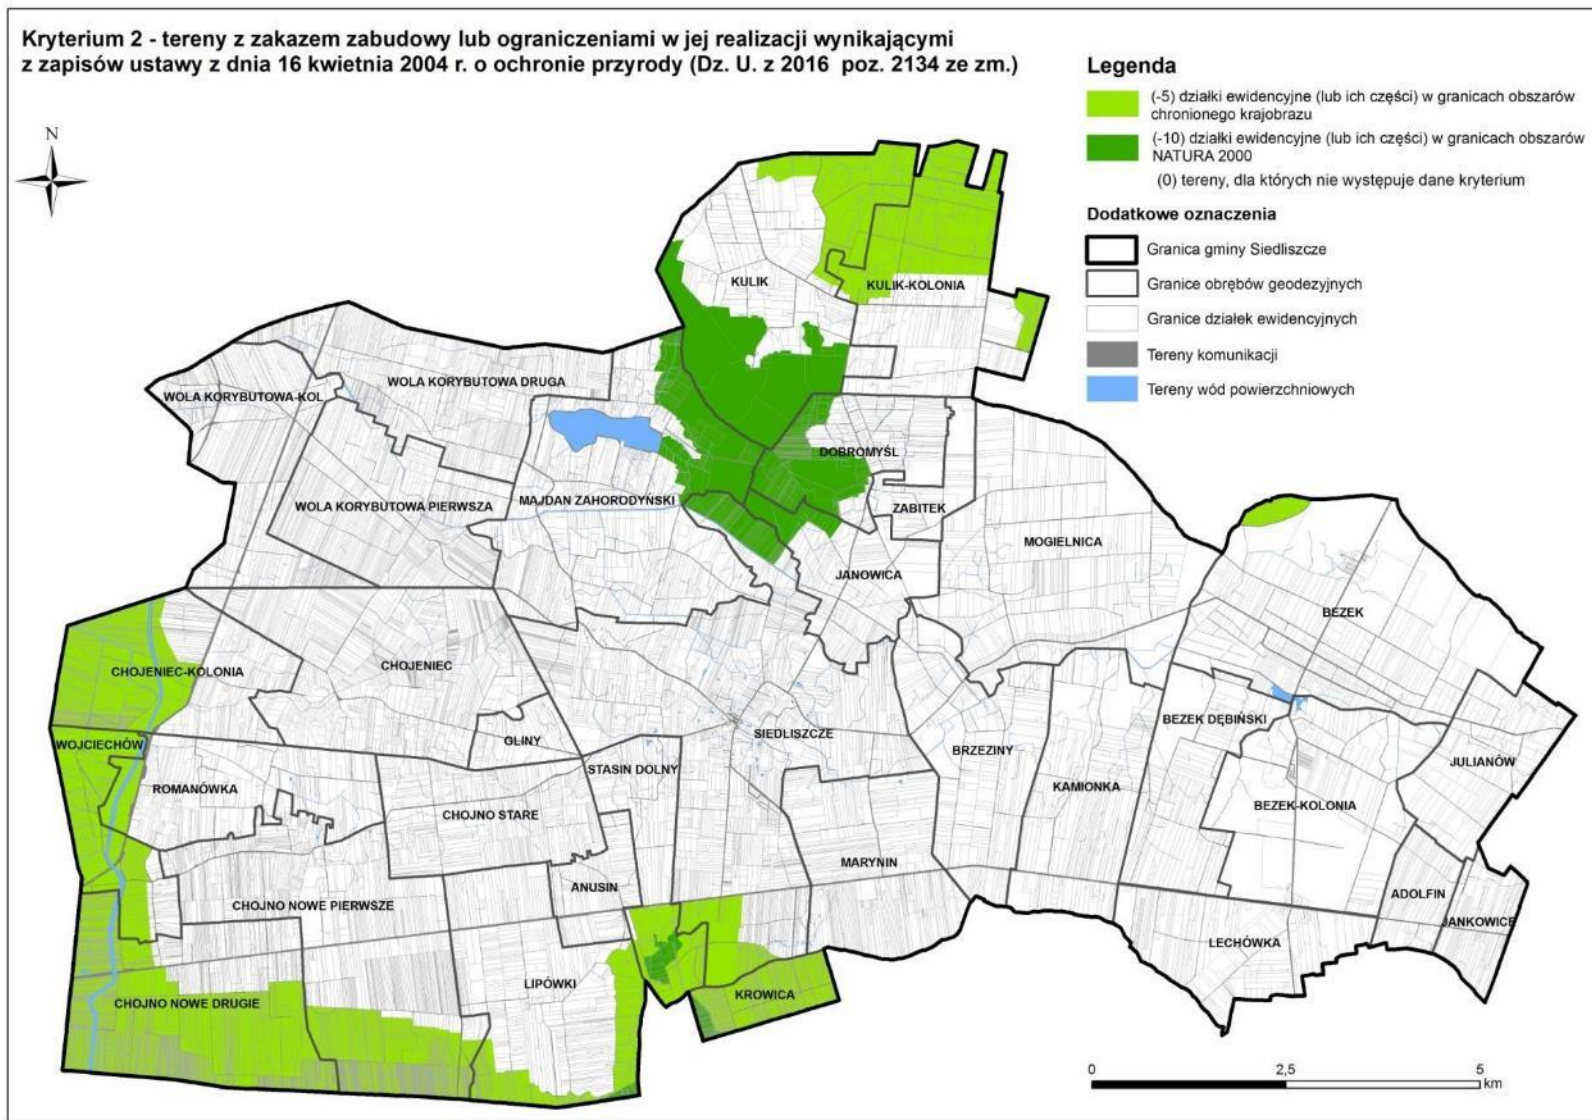 Kryterium 2 - tereny z zakazem zabudowy lub ograniczeniami w jej realizacji wynikającymi
z zapisów ustawy z dnia 16 kwietnia 2004 r. o ochronie przyrody (Dz. U. z 2016 poz. 2134 ze zm.)
Legenda
(-5) działki ewidencyjne (lub ich części) w granicach obszarów
chronionego krajobrazu
(-10) działki ewidencyjne (lub ich części) w granicach obszarów
NATURA 2000
(0) tereny, dla których nie występuje dane kryterium
Dodatkowe oznaczenia
Granica gminy Siedliszcze
Granice obrębów geodezyjnych
Granice działek ewidencyjnych
Tereny komunikacji
Tereny wód powierzchniowych
N
KULIK
KULIK-KOLONIA
WOLA KORYBUTOWA DRUGA
WOLA KORYBUTOWA-KOL
DOBROMYŚL
MAJDAN ZAHORODYŃSKI
WOLA KORYBUTOWA PIERWSZA
ZABITEK
MOGIELNICA
JANOWICA
BEZEK
CHOJENIEC
CHOJENIEC-KOLONIA
BEZEK DĘBIŃSKI
SIEDLISZCZE
GLINY
WOJCIECHÓW
BRZEZINY
JULIANÓW
STASIN DOLNY
ROMANÓWKA
KAMIONKA
BEZEK-KOLONIA
CHOJNO STARE
MARYNIN
ANUSIN
ADOLFIN
CHOJNO NOWE PIERWSZE
JANKOWICE
LECHÓWKA
LIPÓWKI
KROWICA
CHOJNO NOWE DRUGIE
0 2,5 5
km